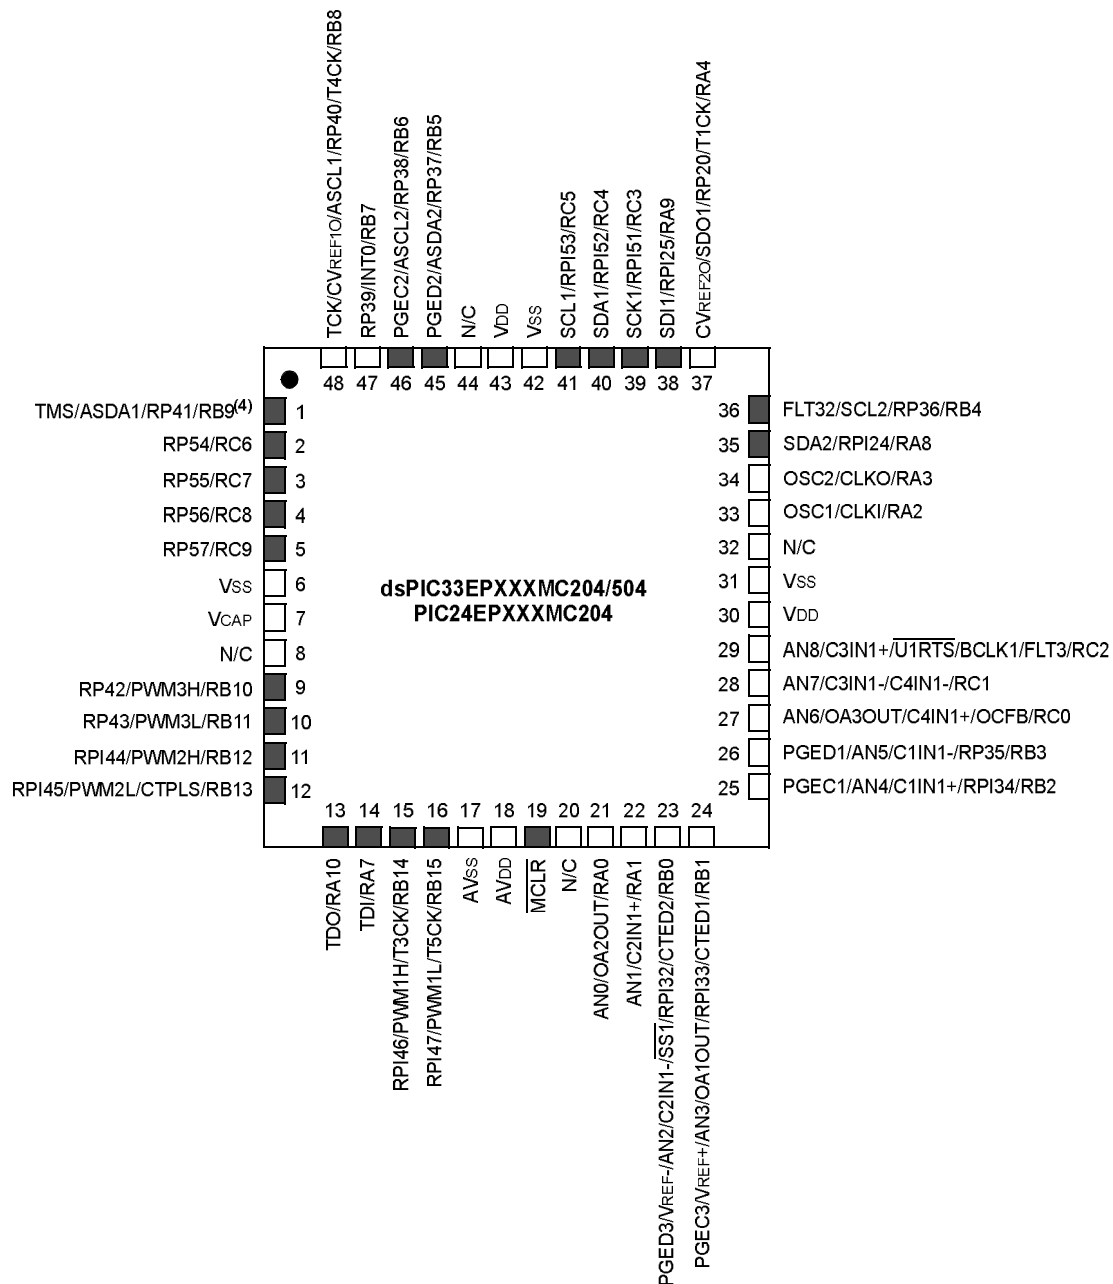 TCK/CVREF1O/ASCL1/RP40/T4CK/RB8
RP39/INT0/RB7
PGEC2/ASCL2/RP38/RB6
PGED2/ASDA2/RP37/RB5
N/C
VDD
VSS
SCL1/RPI53/RC5
SDA1/RPI52/RC4
SCK1/RPI51/RC3
SDI1/RPI25/RA9
CVREF2O/SDO1/RP20/T1CK/RA4
48 47 46 45 44 43 42 41 40 39 38 37
TMS/ASDA1/RP41/RB9(4) 1
RP54/RC6 2
RP55/RC7 3
RP56/RC8 4
RP57/RC9 5
VSS 6
VCAP 7
N/C 8
RP42/PWM3H/RB10 9
RP43/PWM3L/RB11 10
RPI44/PWM2H/RB12 11
RPI45/PWM2L/CTPLS/RB13 12
dsPIC33EPXXXMC204/504
PIC24EPXXXMC204
36 FLT32/SCL2/RP36/RB4
35 SDA2/RPI24/RA8
34 OSC2/CLKO/RA3
33 OSC1/CLKI/RA2
32 N/C
31 VSS
30 VDD
29 AN8/C3IN1+/U1RTS/BCLK1/FLT3/RC2
28 AN7/C3IN1-/C4IN1-/RC1
27 AN6/OA3OUT/C4IN1+/OCFB/RC0
26 PGED1/AN5/C1IN1-/RP35/RB3
25 PGEC1/AN4/C1IN1+/RPI34/RB2
13 14 15 16 17 18 19 20 21 22 23 24
TDO/RA10
TDI/RA7
RPI46/PWM1H/T3CK/RB14
RPI47/PWM1L/T5CK/RB15
AVSS
AVDD
MCLR
N/C
AN0/OA2OUT/RA0
AN1/C2IN1+/RA1
PGED3/VREF-/AN2/C2IN1-/SS1/RPI32/CTED2/RB0
PGEC3/VREF+/AN3/OA1OUT/RPI33/CTED1/RB1